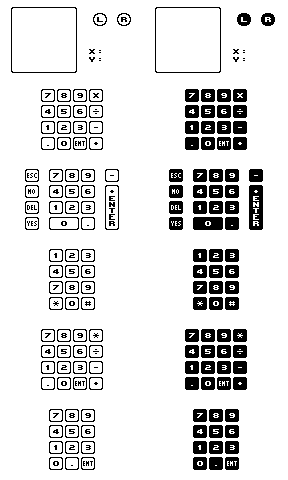 L R L R
X: X:
Y: Y:
7 8 9 X 7 8 9 X
4 5 6 ÷ 4 5 6 ÷
1 2 3 - 1 2 3 -
. 0 ENT + . 0 ENT +
ESC 7 8 9 - ESC 7 8 9 -
NO 4 5 6 + ENTER NO 4 5 6 + ENTER
DEL 1 2 3 DEL 1 2 3
YES 0 . YES 0 .
1 2 3 1 2 3
4 5 6 4 5 6
7 8 9 7 8 9
* 0 # * 0 #
7 8 9 * 7 8 9 *
4 5 6 ÷ 4 5 6 ÷
1 2 3 - 1 2 3 -
. 0 ENT + . 0 ENT +
7 8 9 7 8 9
4 5 6 4 5 6
1 2 3 1 2 3
0 . ENT 0 . ENT